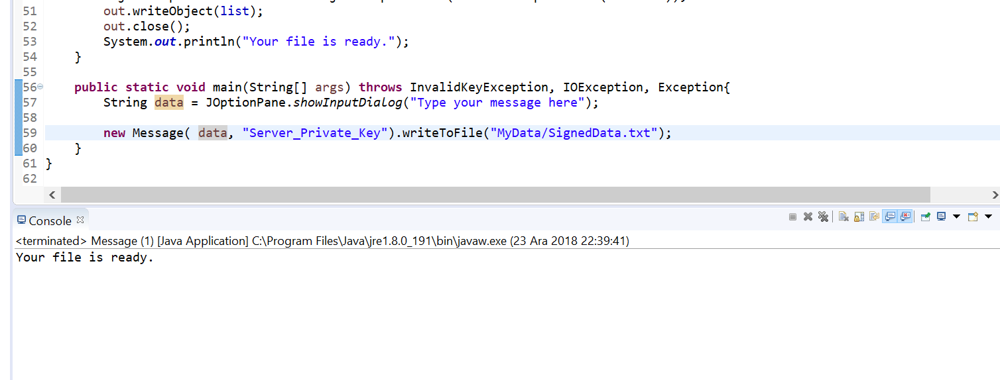 51 out.writeObject(list);
52 out.close();
53 System.out.println("Your file is ready.");
54 }
55
56 public static void main(String[] args) throws InvalidKeyException, IOException, Exception{
57 String data = JOptionPane.showInputDialog("Type your message here");
58
59 new Message( data, "Server_Private_Key").writeToFile("MyData/SignedData.txt");
60 }
61 }
62
Console
<terminated> Message (1) [Java Application] C:\Program Files\Java\jre1.8.0_191\bin\javaw.exe (23 Ara 2018 22:39:41)
Your file is ready.